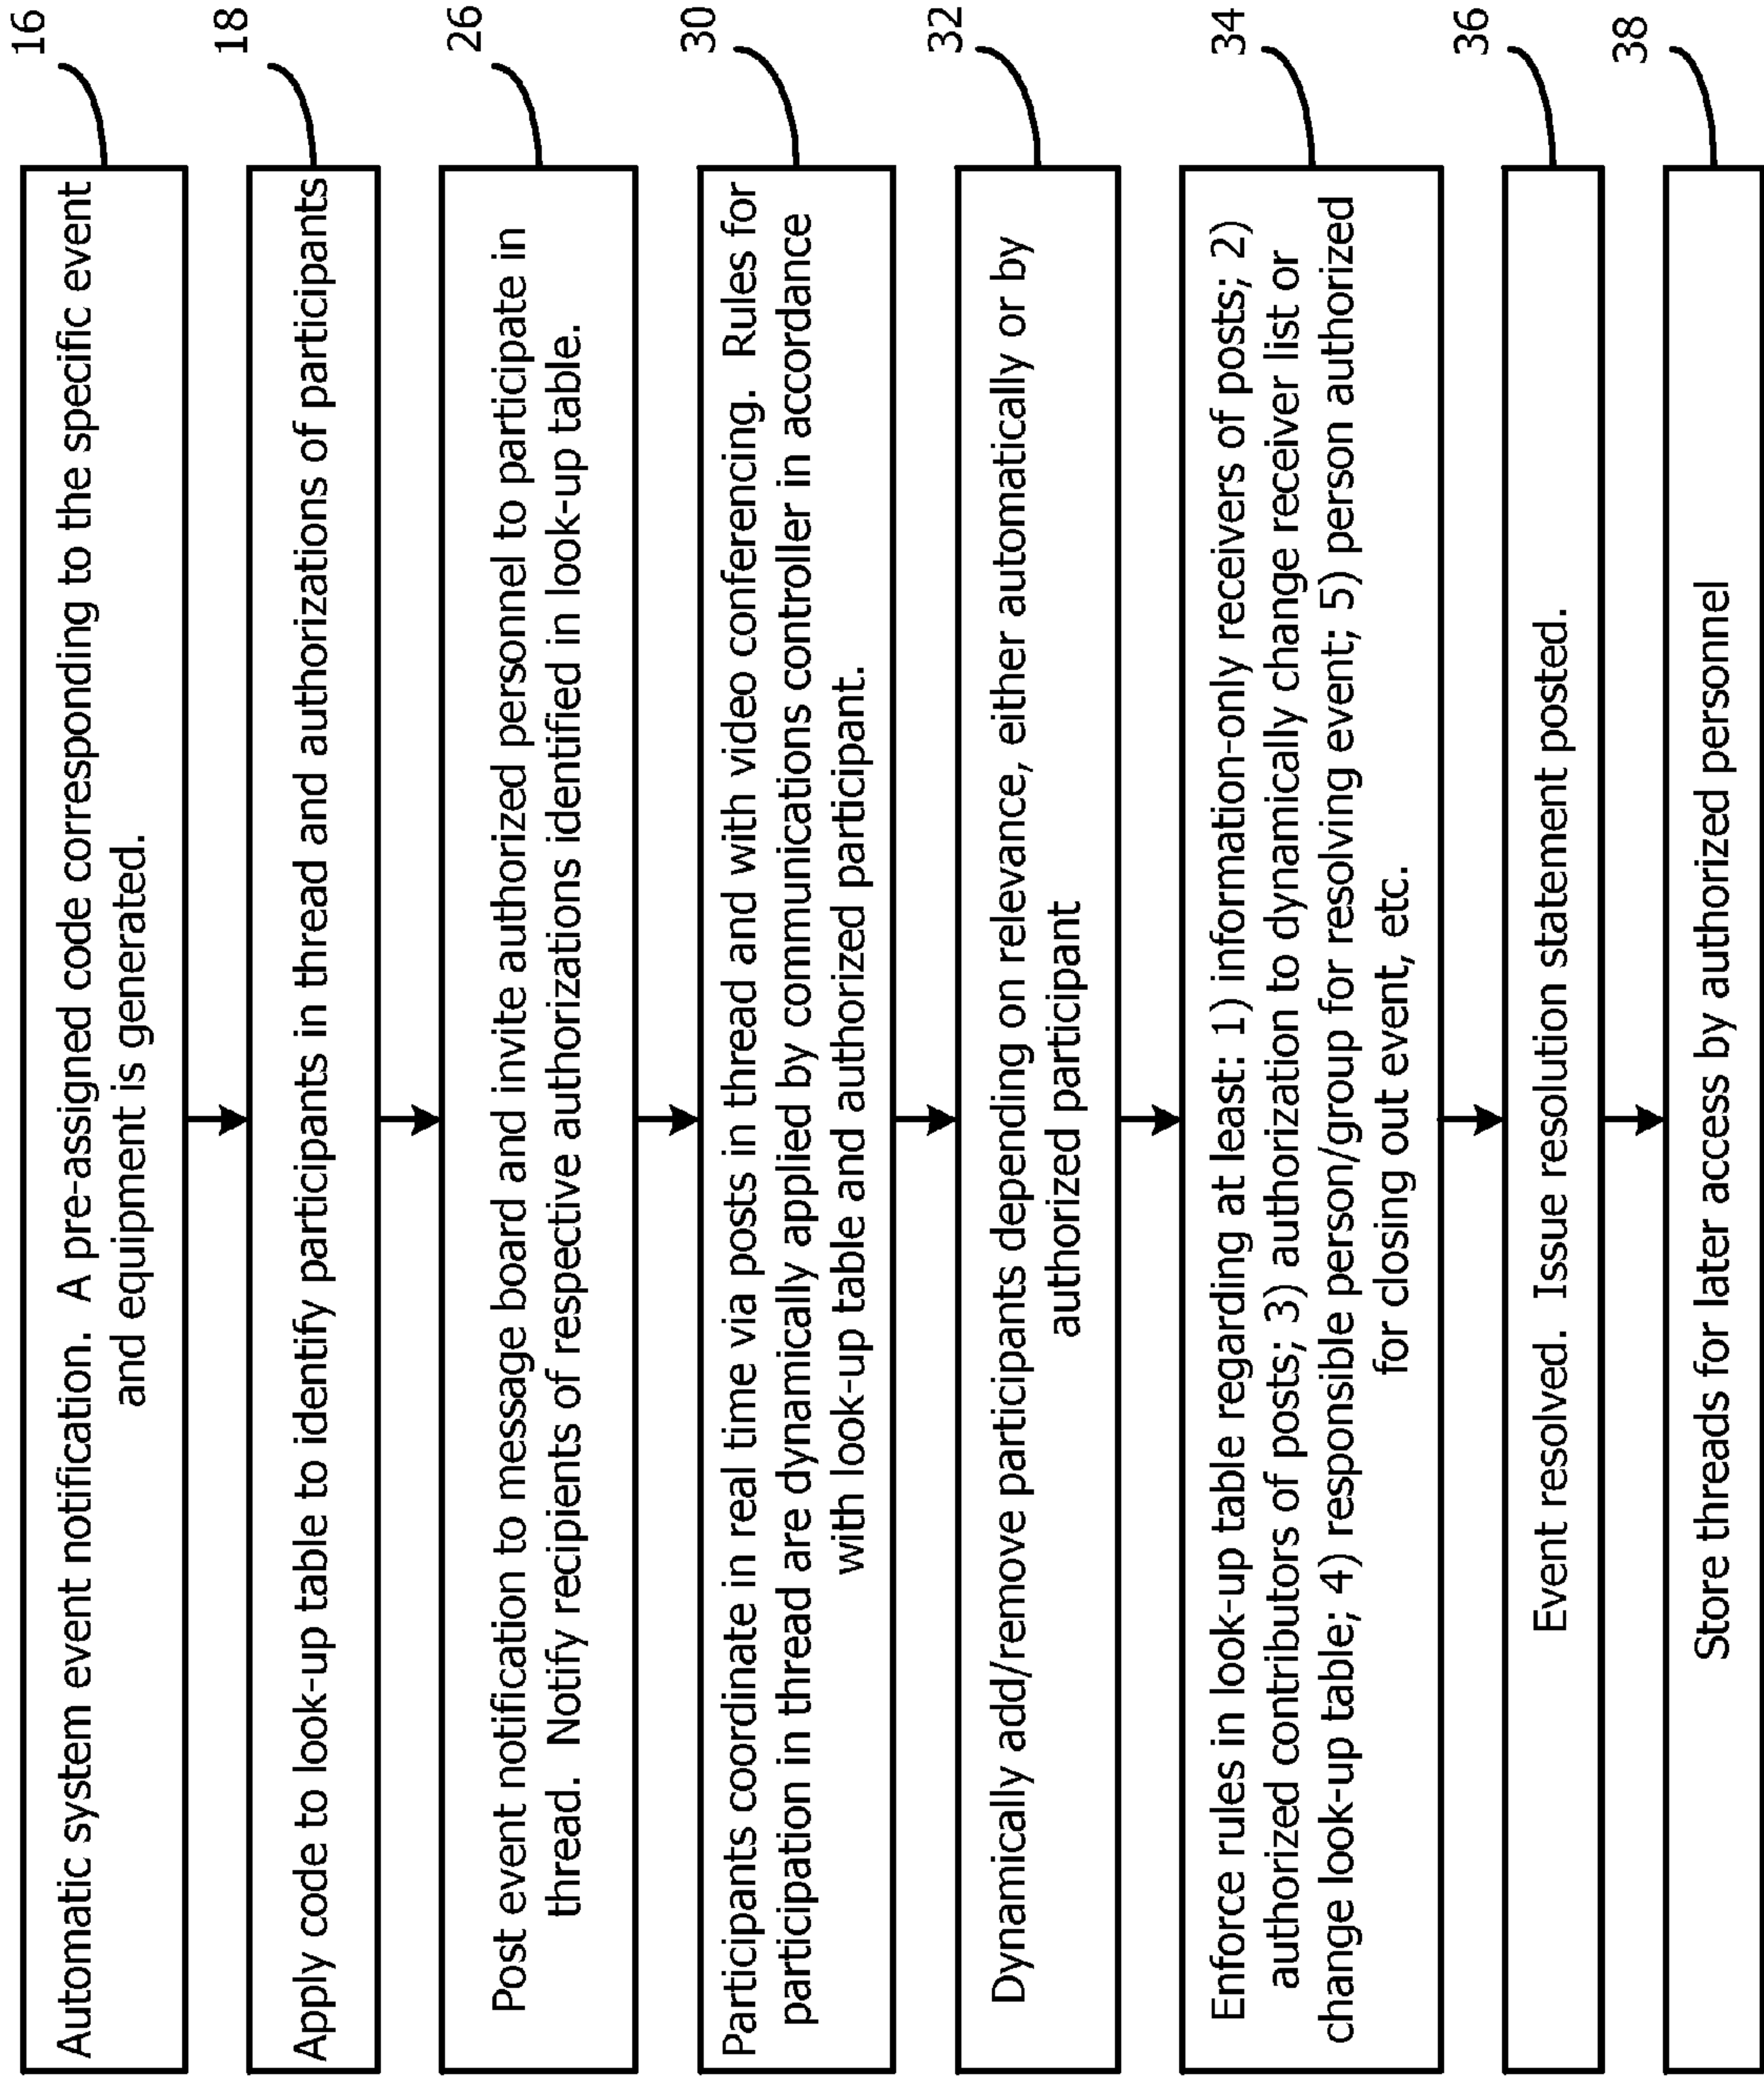 Automatic system event notification.  A pre-assigned code corresponding to the specific event
and equipment is generated.
16
Apply code to look-up table to identify participants in thread and authorizations of participants
18
Post event notification to message board and invite authorized personnel to participate in
thread.  Notify recipients of respective authorizations identified in look-up table.
26
Participants coordinate in real time via posts in thread and with video conferencing.  Rules for
participation in thread are dynamically applied by communications controller in accordance
with look-up table and authorized participant.
30
Dynamically add/remove participants depending on relevance, either automatically or by
authorized participant
32
Enforce rules in look-up table regarding at least: 1) information-only receivers of posts; 2)
authorized contributors of posts; 3) authorization to dynamically change receiver list or
change look-up table; 4) responsible person/group for resolving event; 5) person authorized
for closing out event, etc.
34
Event resolved.  Issue resolution statement posted.
36
Store threads for later access by authorized personnel
38